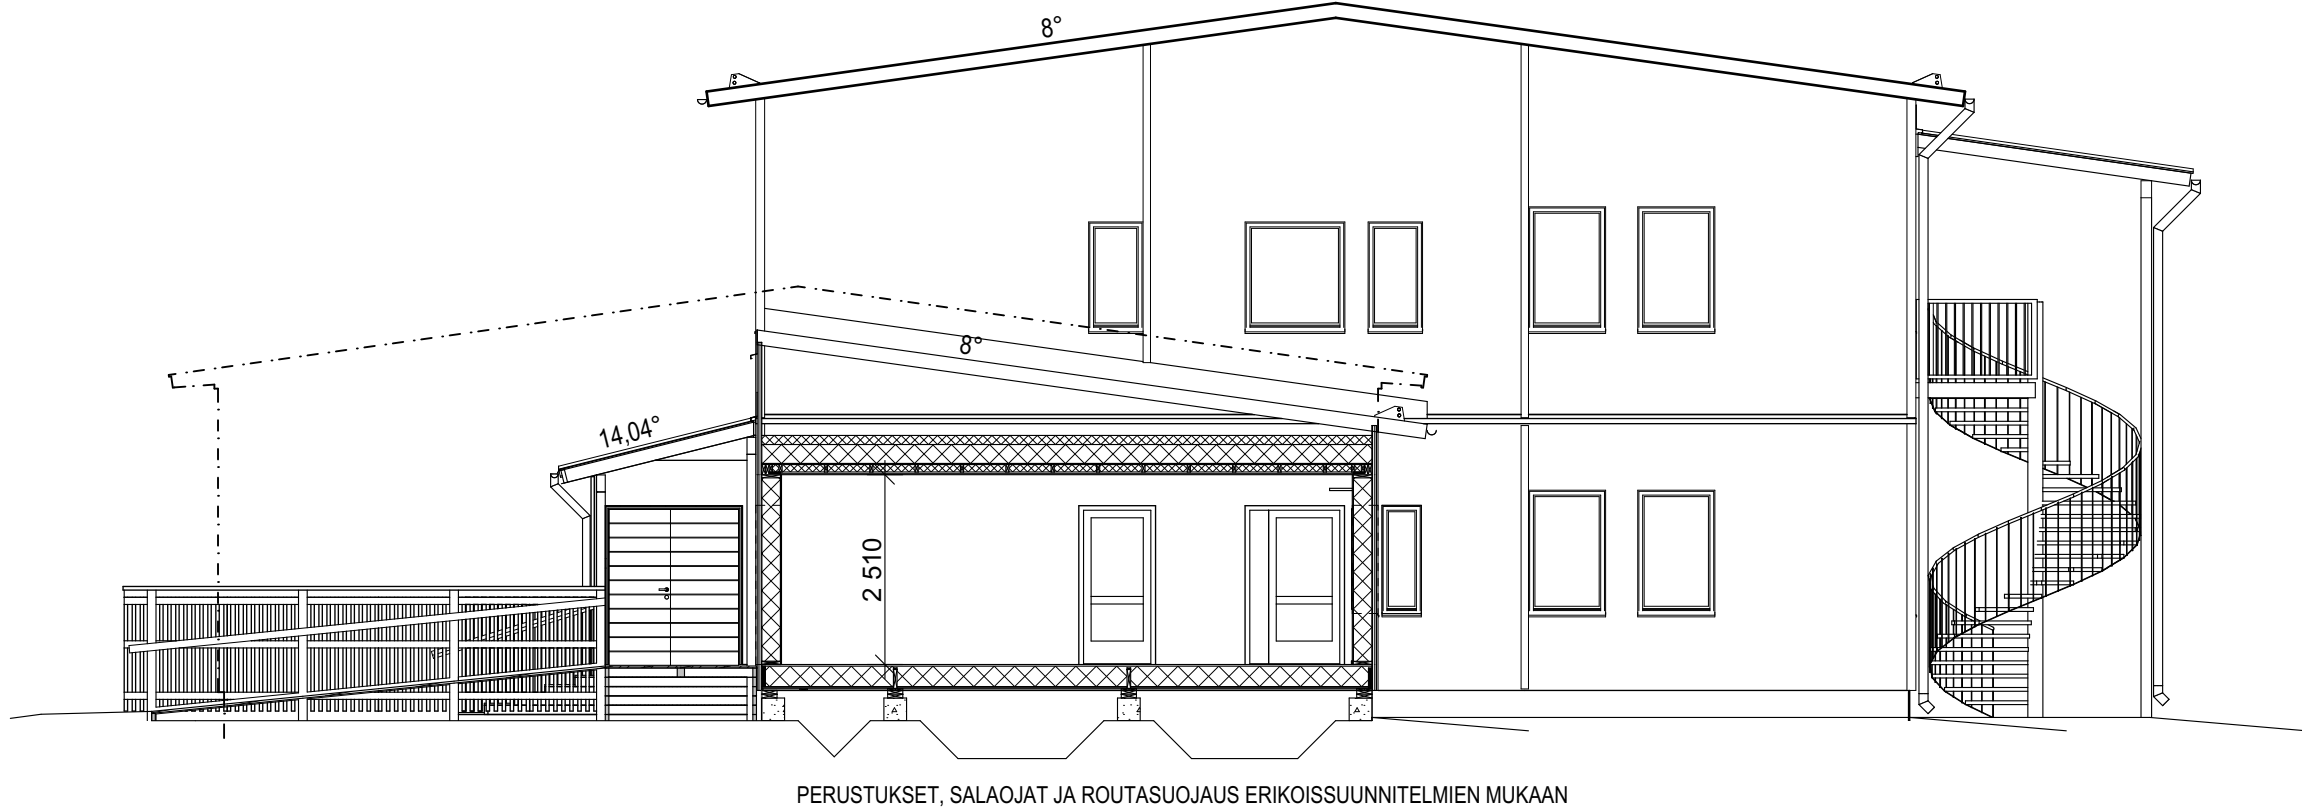 8°
8°
14,04°
2 510
PERUSTUKSET, SALAOJAT JA ROUTASUOJAUS ERIKOISSUUNNITELMIEN MUKAAN